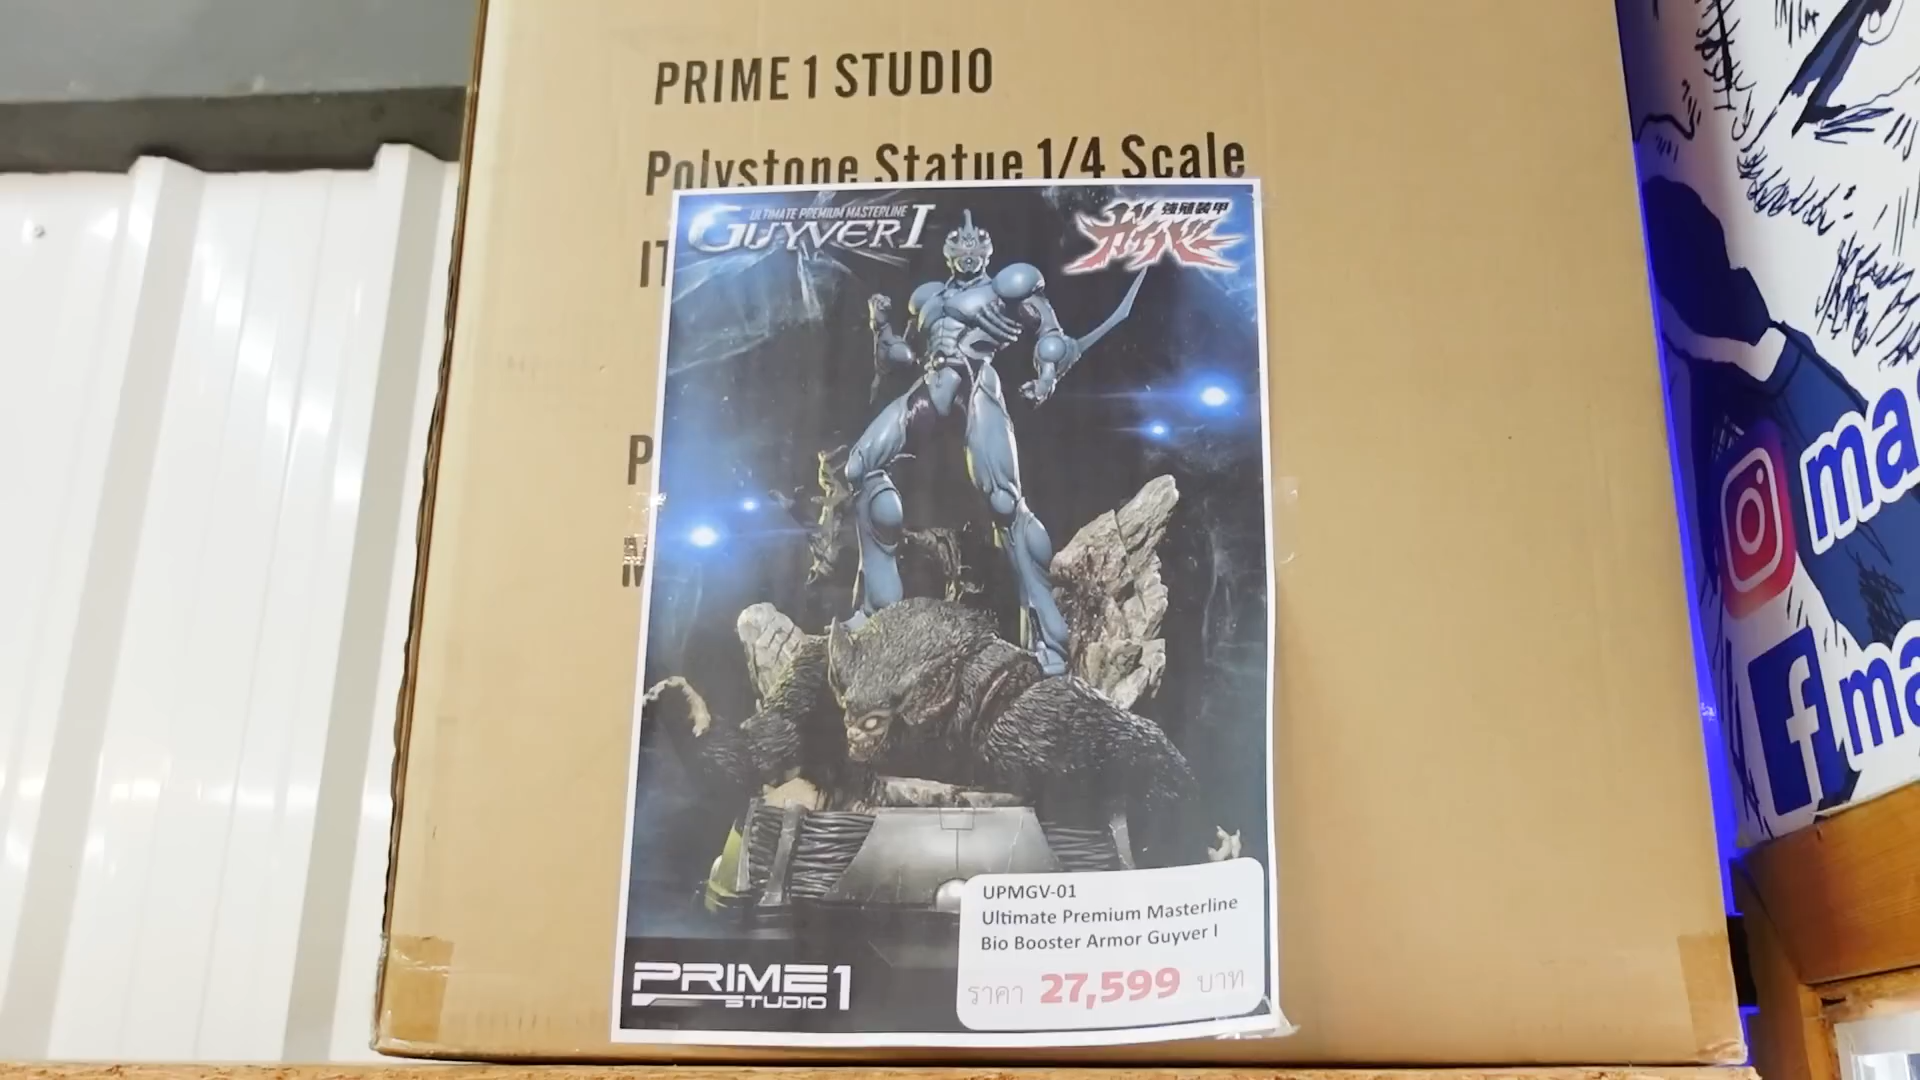 PRIME 1 STUDIO
Polystone Statue 1/4 Scale
ULTIMATE PREMIUM MASTERLINE
GUYVER I
強殖装甲
ガイバー
UPMGV-01
Ultimate Premium Masterline
Bio Booster Armor Guyver I
ราคา 27,599 บาท
PRIME 1
STUDIO